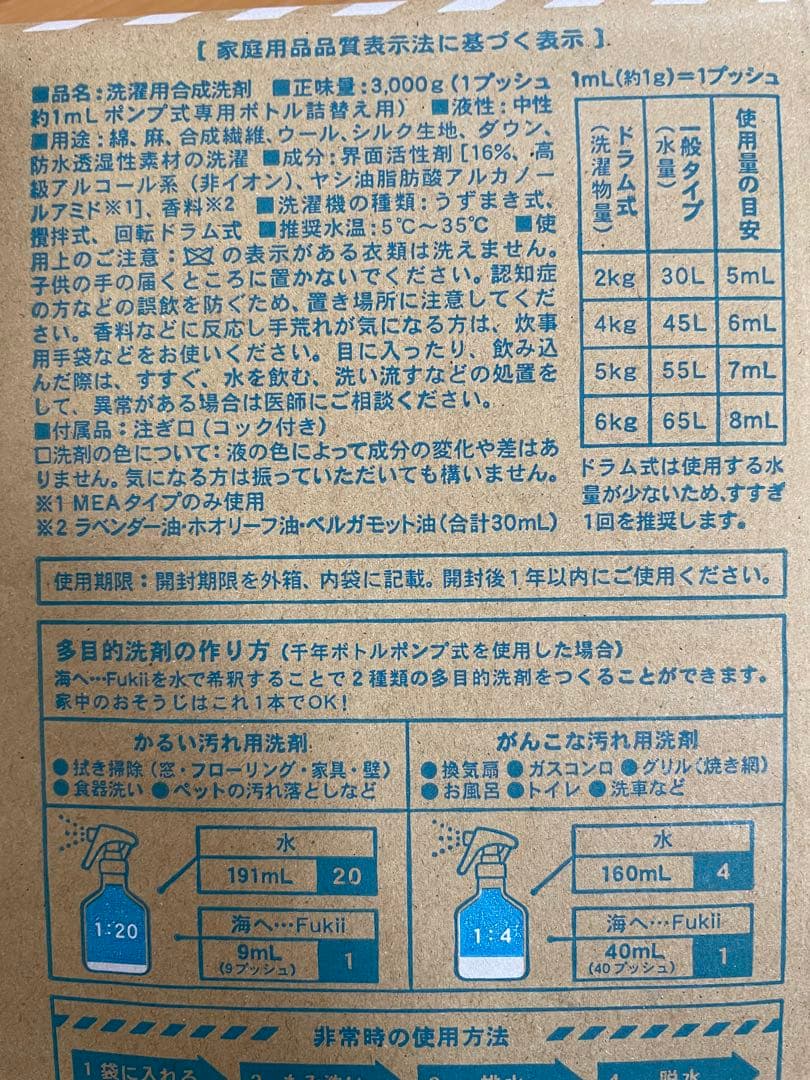 [ 家庭用品品質表示法に基づく表示 ]
■品名：洗濯用合成洗剤 ■正味量：3,000g（1プッシュ
約1mLポンプ式専用ボトル詰替え用）■液性：中性
■用途：綿、麻、合成繊維、ウール、シルク生地、ダウン、
防水透湿性素材の洗濯 ■成分：界面活性剤［16%、高
級アルコール系（非イオン）、ヤシ油脂肪酸アルカノー
ルアミド※1］、香料※2 ■洗濯機の種類：うずまき式、
攪拌式、回転ドラム式 ■推奨水温：5℃〜35℃ ■使
用上のご注意：の表示がある衣類は洗えません。
子供の手の届くところに置かないでください。認知症
の方などの誤飲を防ぐため、置き場所に注意してくだ
さい。香料などに反応し手荒れが気になる方は、炊事
用手袋などをお使いください。目に入ったり、飲み込
んだ際は、すすぐ、水を飲む、洗い流すなどの処置を
して、異常がある場合は医師にご相談ください。
■付属品：注ぎ口（コック付き）
□洗剤の色について：液の色によって成分の変化や差はあ
りません。気になる方は振っていただいても構いません。
※1 MEAタイプのみ使用
※2 ラベンダー油・ホオリーフ油・ベルガモット油（合計30mL）
1mL（約1g）＝1プッシュ
ドラム式（洗濯物量） 一般タイプ（水量） 使用量の目安
2kg 30L 5mL
4kg 45L 6mL
5kg 55L 7mL
6kg 65L 8mL
ドラム式は使用する水
量が少ないため、すすぎ
1回を推奨します。
使用期限：開封期限を外箱、内袋に記載。開封後1年以内にご使用ください。
多目的洗剤の作り方（千年ボトルポンプ式を使用した場合）
海へ…Fukiiを水で希釈することで2種類の多目的洗剤をつくることができます。
家中のおそうじはこれ1本でOK！
かるい汚れ用洗剤
●拭き掃除（窓・フローリング・家具・壁）
●食器洗い ●ペットの汚れ落としなど
1:20
水
191mL 20
海へ…Fukii
9mL 1
（9プッシュ）
がんこな汚れ用洗剤
●換気扇 ●ガスコンロ ●グリル（焼き網）
●お風呂 ●トイレ ●洗車など
1:4
水
160mL 4
海へ…Fukii
40mL 1
（40プッシュ）
非常時の使用方法
1 袋に入れる
4 脱水